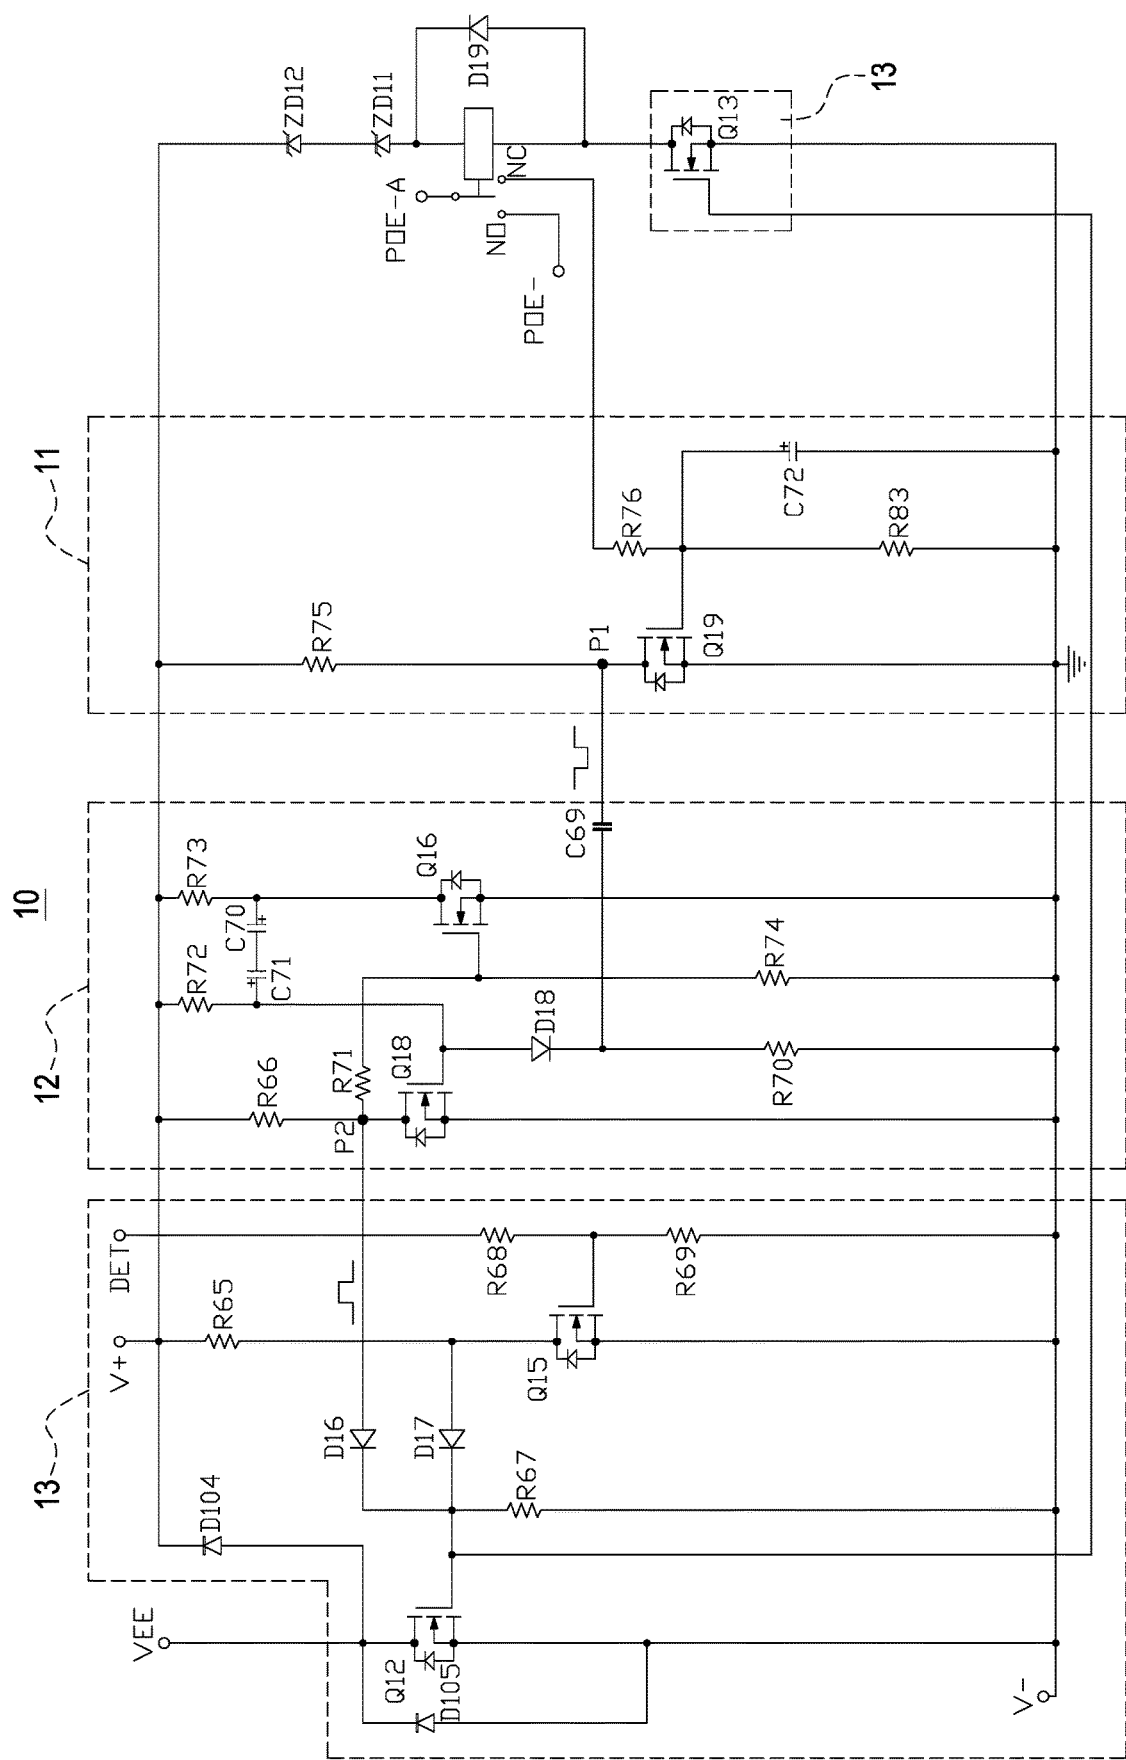 10
13
12
11
VEE
D104
V+
DET
R65
R66
R72
R73
C70
C71
R75
ZD12
ZD11
D19
POE-A
NO
NC
POE-
Q13
13
D16
D17
P2
R71
Q18
Q16
P1
Q12
D105
R67
Q15
R68
R69
D18
C69
Q19
R76
C72
R83
R70
R74
V-